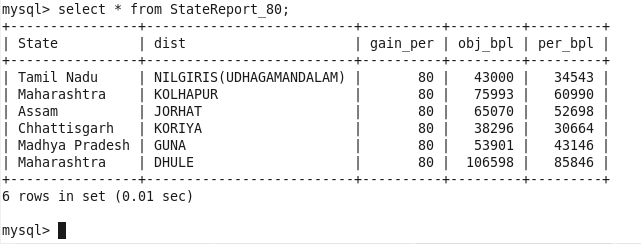 mysql> select * from StateReport_80;
+-----------------+--------------------------+----------+---------+---------+
| State           | dist                     | gain_per | obj_bpl | per_bpl |
+-----------------+--------------------------+----------+---------+---------+
| Tamil Nadu      | NILGIRIS(UDHAGAMANDALAM) |       80 |   43000 |   34543 |
| Maharashtra     | KOLHAPUR                 |       80 |   75993 |   60990 |
| Assam           | JORHAT                   |       80 |   65070 |   52698 |
| Chhattisgarh    | KORIYA                   |       80 |   38296 |   30664 |
| Madhya Pradesh  | GUNA                     |       80 |   53901 |   43146 |
| Maharashtra     | DHULE                    |       80 |  106598 |   85846 |
+-----------------+--------------------------+----------+---------+---------+
6 rows in set (0.01 sec)
mysql>